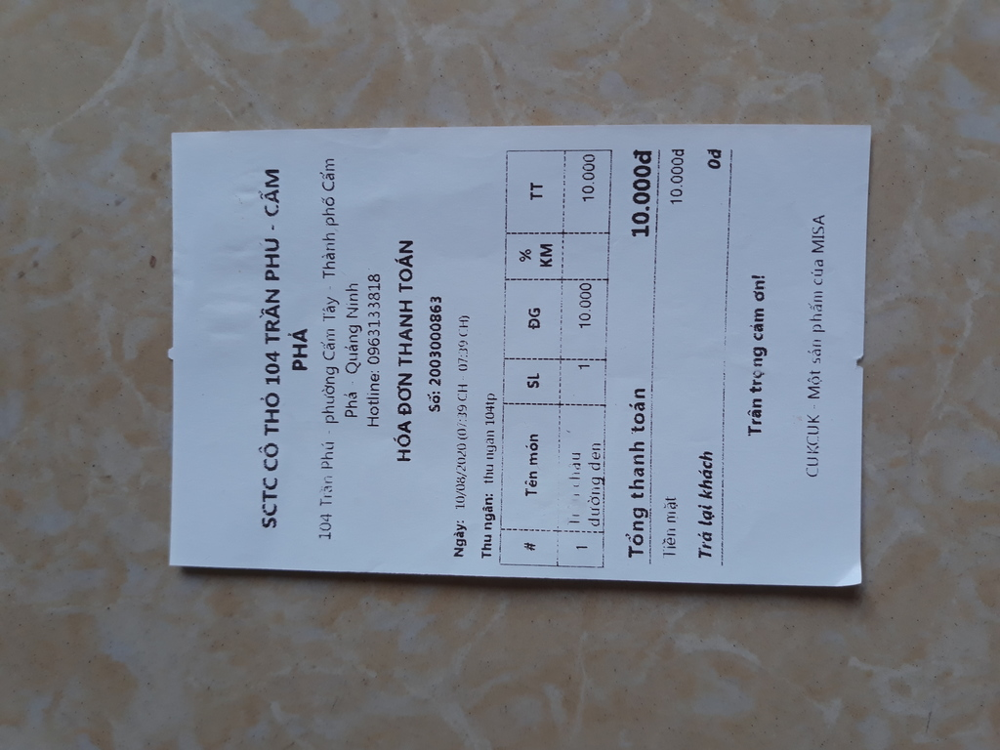 SCTC CÔ THỎ 104 TRẦN PHÚ - CẨM
PHẢ
104 Trần Phú - phường Cẩm Tây - Thành phố Cẩm
Phả - Quảng Ninh
Hotline: 0963133818
HÓA ĐƠN THANH TOÁN
Số: 2003000863
Ngày: 10/08/2020 (07:39 CH - 07:39 CH)
Thu ngân: thu ngan 104tp
# Tên món SL ĐG % KM TT
1 châu 1 10.000 10.000
đường đen
Tổng thanh toán 10.000đ
Tiền mặt 10.000đ
Trả lại khách 0đ
Trân trọng cảm ơn!
CUKCUK - Một sản phẩm của MISA